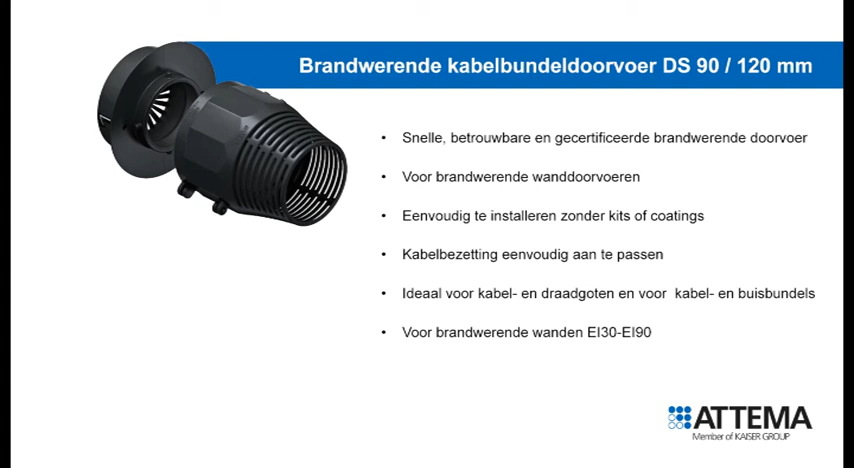 Brandwerende kabelbundeldoorvoer DS 90 / 120 mm
• Snelle, betrouwbare en gecertificeerde brandwerende doorvoer
• Voor brandwerende wanddoorvoeren
• Eenvoudig te installeren zonder kits of coatings
• Kabelbezetting eenvoudig aan te passen
• Ideaal voor kabel- en draadgoten en voor  kabel- en buisbundels
• Voor brandwerende wanden EI30-EI90
ATTEMA
Member of KAISER GROUP